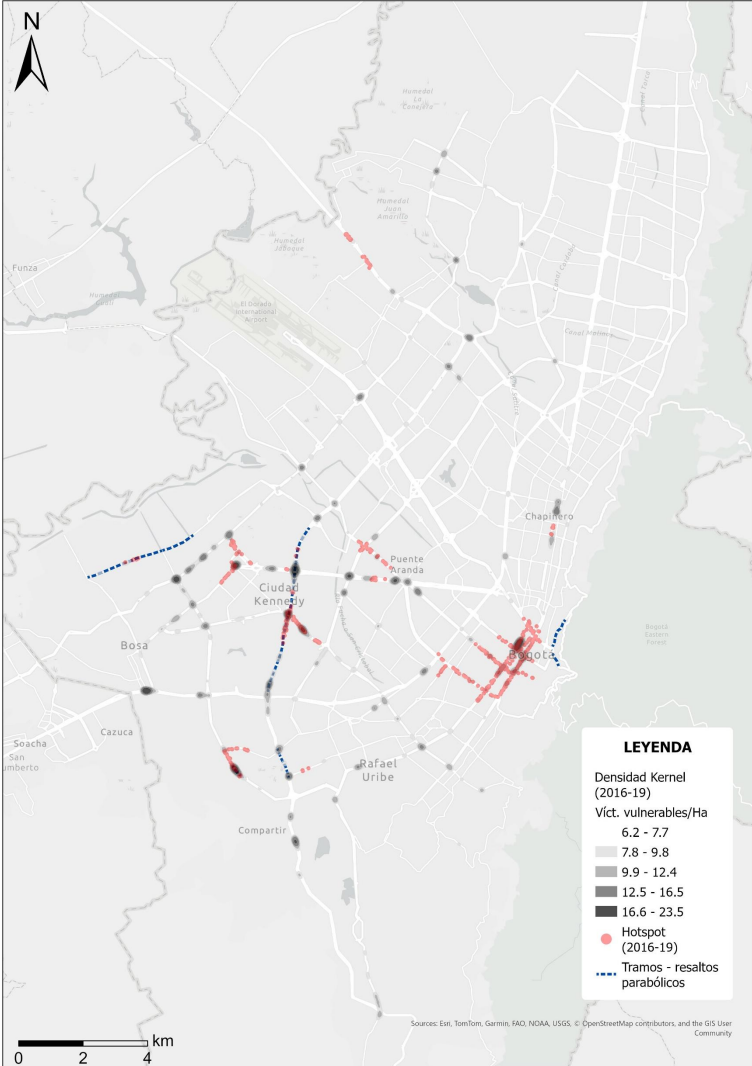 N
Humedal
La
Conejera
Humedal
Juan
Amarillo
Humedal
Jaboque
Funza
El Dorado
International
Airport
Chapinero
Puente
Aranda
Ciudad
Kennedy
Bosa
Bogotá
Bogotá
Eastern
Forest
Soacha
San
umberto
Cazuca
Rafael
Uribe
Compartir
LEYENDA
Densidad Kernel
(2016-19)
Víct. vulnerables/Ha
6.2 - 7.7
7.8 - 9.8
9.9 - 12.4
12.5 - 16.5
16.6 - 23.5
Hotspot
(2016-19)
Tramos - resaltos
parabólicos
Sources: Esri, TomTom, Garmin, FAO, NOAA, USGS, © OpenStreetMap contributors, and the GIS User
Community
km
0 2 4